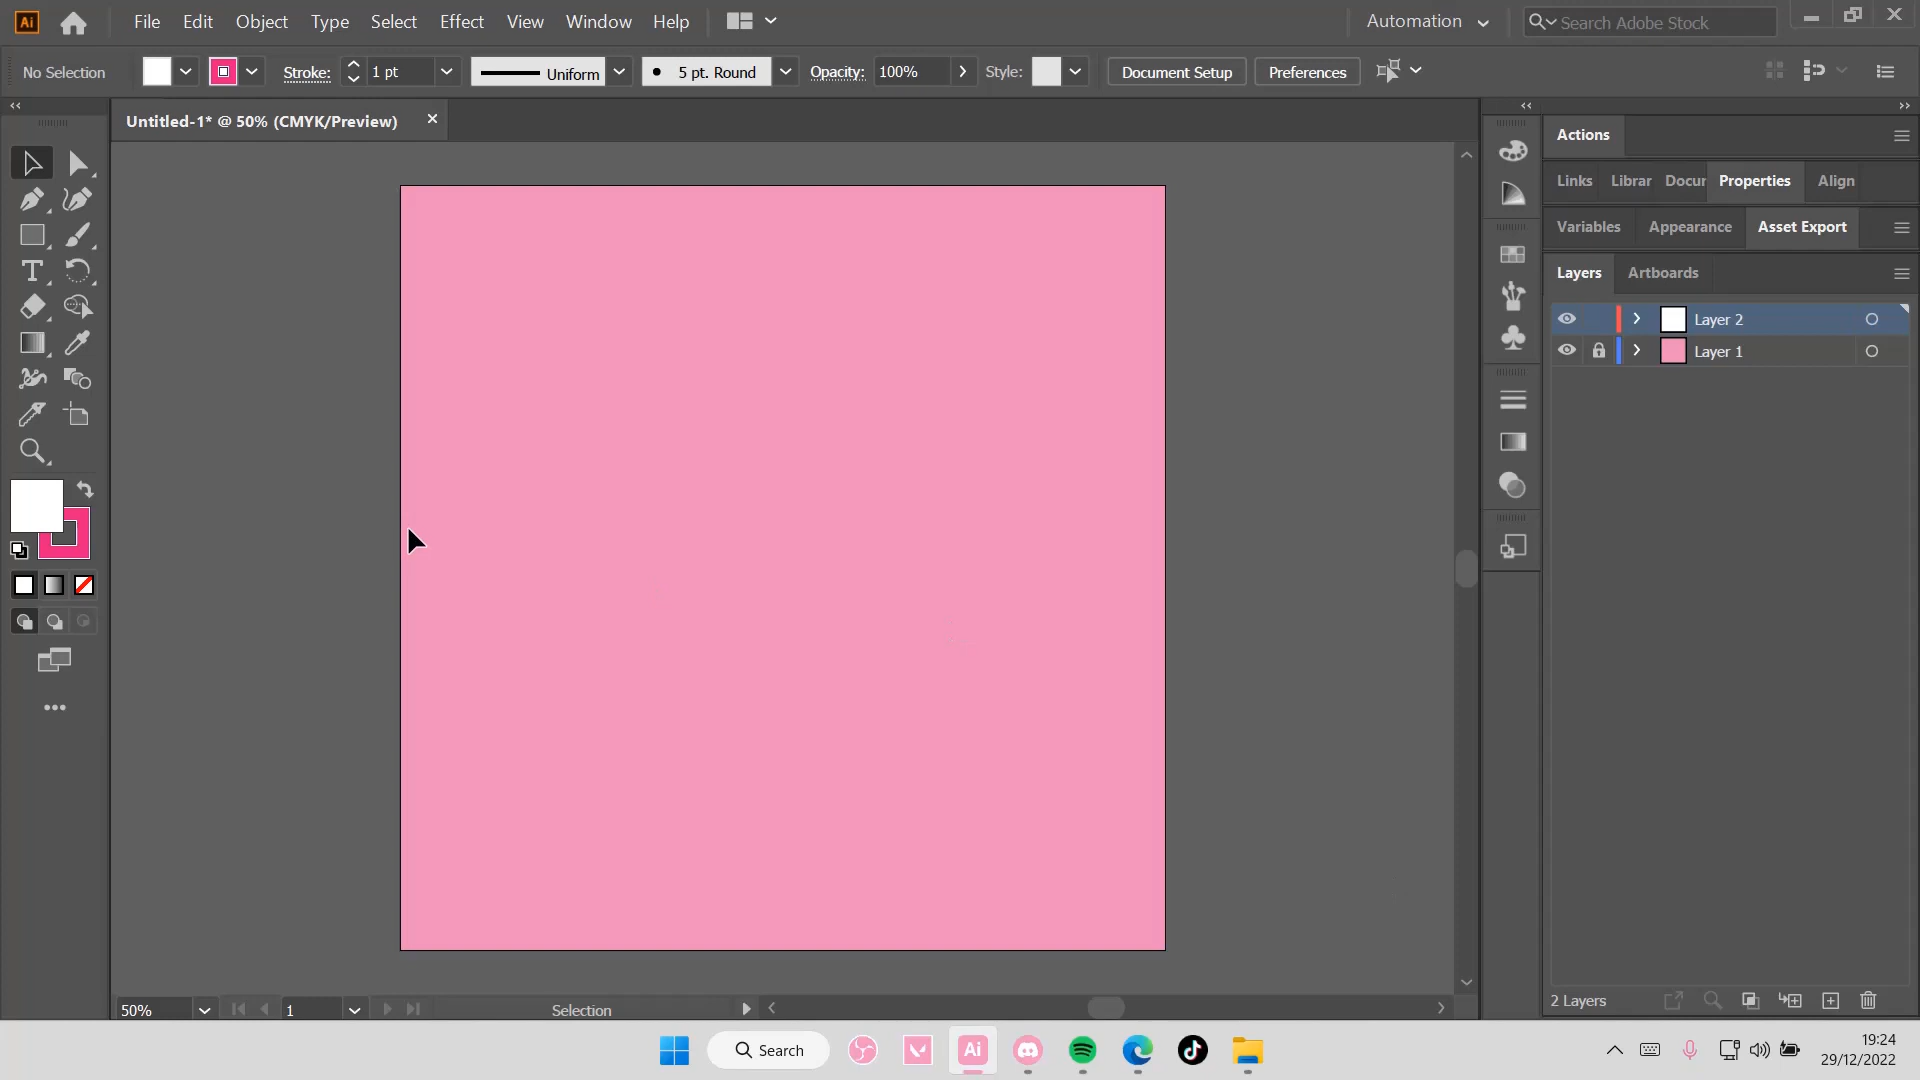 Ai File Edit Object Type Select Effect View Window Help Automation Search Adobe Stock
No Selection Stroke: 1 pt Uniform 5 pt. Round Opacity: 100% Style: Document Setup Preferences
Untitled-1* @ 50% (CMYK/Preview)
Actions
Links Librar Docur Properties Align
Variables Appearance Asset Export
Layers Artboards
Layer 2
Layer 1
T
2 Layers
50% 1 Selection
Search Ai 19:24
29/12/2022